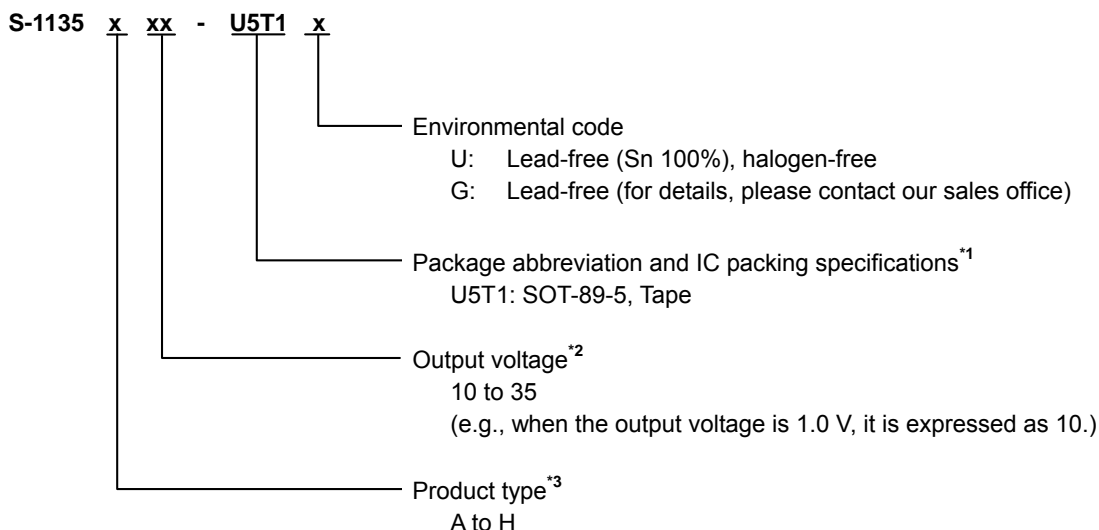 S-1135 x xx - U5T1 x
Environmental code
U: Lead-free (Sn 100%), halogen-free
G: Lead-free (for details, please contact our sales office)
Package abbreviation and IC packing specifications*1
U5T1: SOT-89-5, Tape
Output voltage*2
10 to 35
(e.g., when the output voltage is 1.0 V, it is expressed as 10.)
Product type*3
A to H